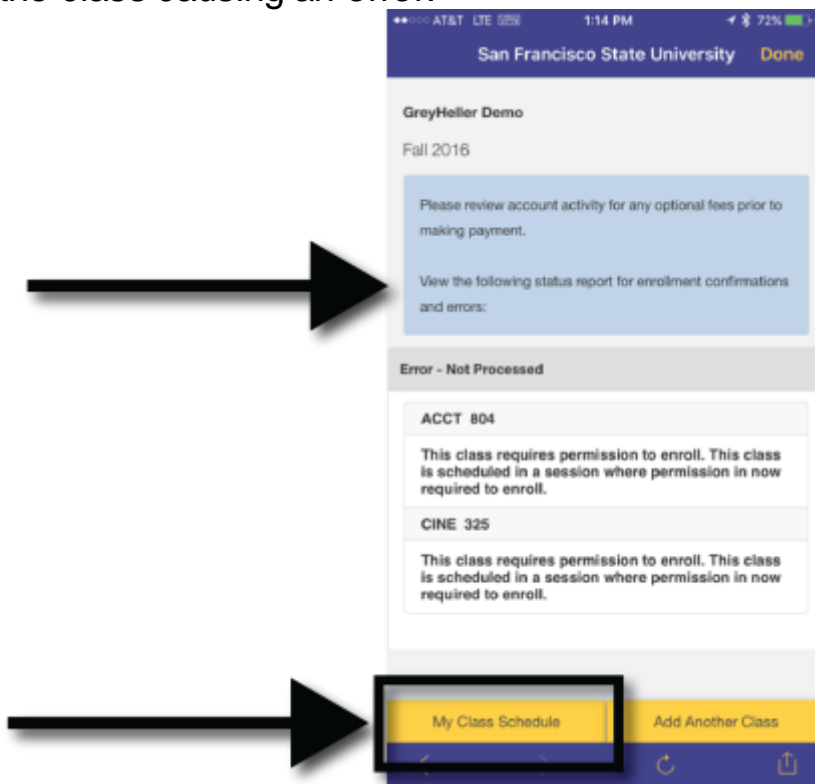 the class causing an error.
AT&T LTE VPN 1:14 PM 72%
San Francisco State University Done
GreyHeller Demo
Fall 2016
Please review account activity for any optional fees prior to
making payment.
View the following status report for enrollment confirmations
and errors:
Error - Not Processed
ACCT 804
This class requires permission to enroll. This class
is scheduled in a session where permission in now
required to enroll.
CINE 325
This class requires permission to enroll. This class
is scheduled in a session where permission in now
required to enroll.
My Class Schedule Add Another Class